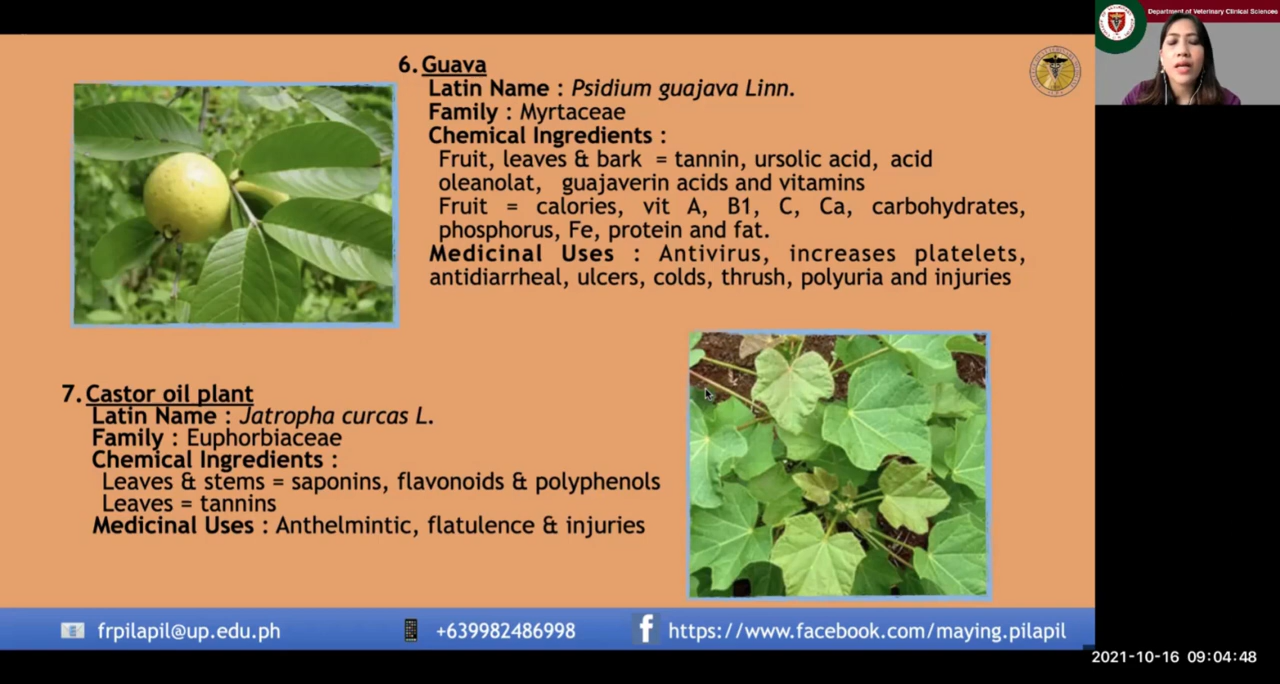 Department of Veterinary Clinical Sciences
6. Guava
Latin Name : Psidium guajava Linn.
Family : Myrtaceae
Chemical Ingredients :
Fruit, leaves & bark = tannin, ursolic acid, acid
oleanolat, guajaverin acids and vitamins
Fruit = calories, vit A, B1, C, Ca, carbohydrates,
phosphorus, Fe, protein and fat.
Medicinal Uses : Antivirus, increases platelets,
antidiarrheal, ulcers, colds, thrush, polyuria and injuries
7. Castor oil plant
Latin Name : Jatropha curcas L.
Family : Euphorbiaceae
Chemical Ingredients :
Leaves & stems = saponins, flavonoids & polyphenols
Leaves = tannins
Medicinal Uses : Anthelmintic, flatulence & injuries
frpilapil@up.edu.ph
+639982486998
https://www.facebook.com/maying.pilapil
2021-10-16 09:04:48